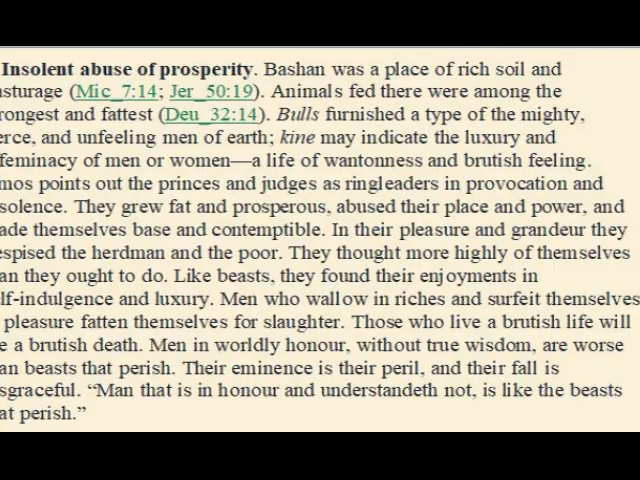 Insolent abuse of prosperity. Bashan was a place of rich soil and
asturage (Mic_7:14; Jer_50:19). Animals fed there were among the
rongest and fattest (Deu_32:14). Bulls furnished a type of the mighty,
erce, and unfeeling men of earth; kine may indicate the luxury and
feminacy of men or women—a life of wantonness and brutish feeling.
mos points out the princes and judges as ringleaders in provocation and
solence. They grew fat and prosperous, abused their place and power, and
ade themselves base and contemptible. In their pleasure and grandeur they
espised the herdman and the poor. They thought more highly of themselves
an they ought to do. Like beasts, they found their enjoyments in
lf-indulgence and luxury. Men who wallow in riches and surfeit themselves
pleasure fatten themselves for slaughter. Those who live a brutish life will
e a brutish death. Men in worldly honour, without true wisdom, are worse
an beasts that perish. Their eminence is their peril, and their fall is
sgraceful. “Man that is in honour and understandeth not, is like the beasts
at perish.”